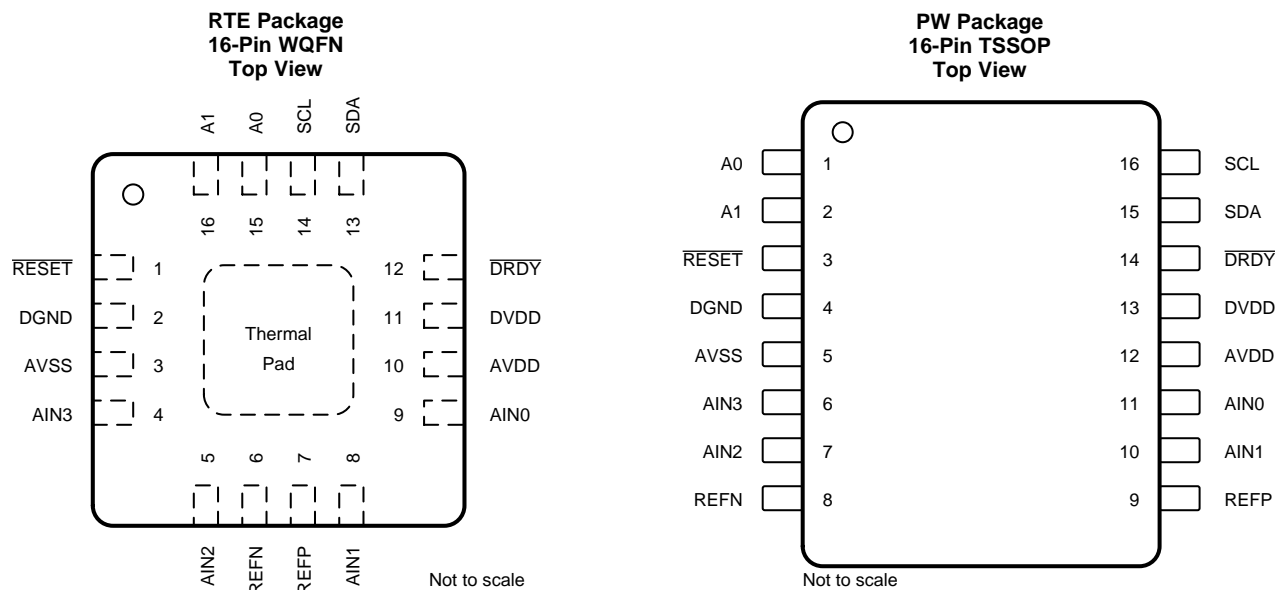 RTE Package
16-Pin WQFN
Top View
A1
A0
SCL
SDA
16
15
14
13
RESET 1
12 DRDY
DGND 2
11 DVDD
AVSS 3
10 AVDD
AIN3 4
9 AIN0
Thermal
Pad
5
6
7
8
AIN2
REFN
REFP
AIN1
Not to scale
PW Package
16-Pin TSSOP
Top View
A0 1
16 SCL
A1 2
15 SDA
RESET 3
14 DRDY
DGND 4
13 DVDD
AVSS 5
12 AVDD
AIN3 6
11 AIN0
AIN2 7
10 AIN1
REFN 8
9 REFP
Not to scale